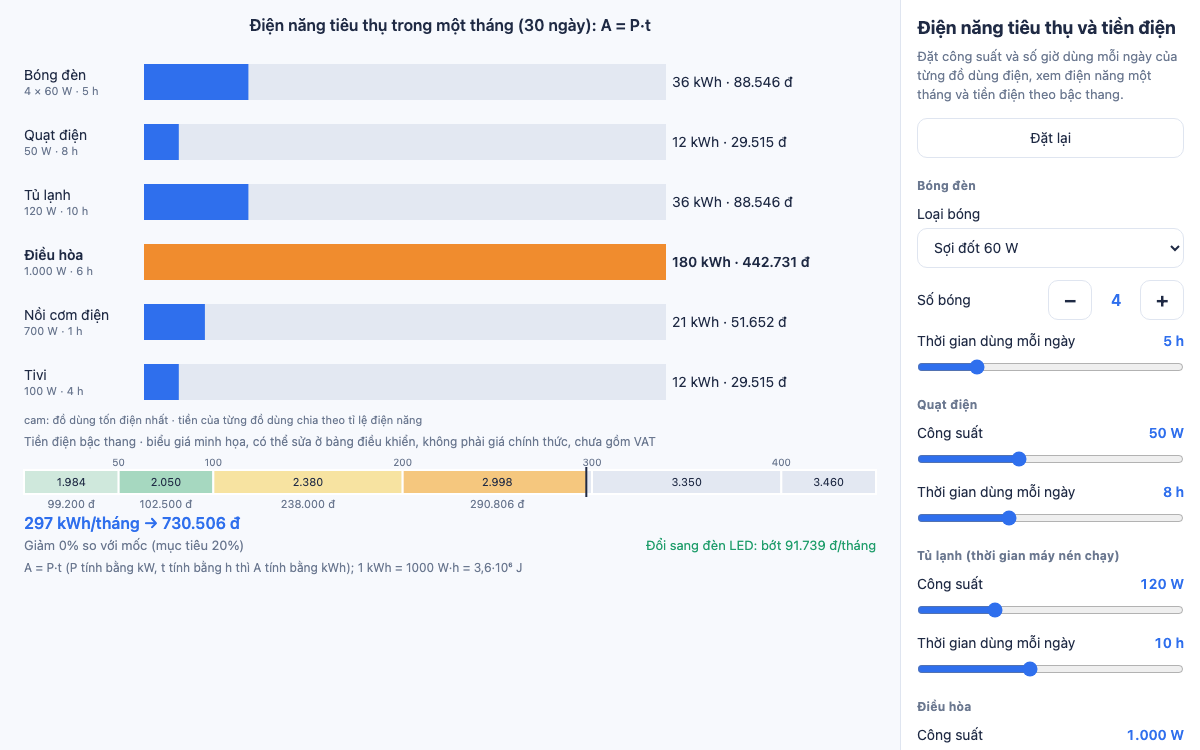 Điện năng tiêu thụ trong một tháng (30 ngày): A = P·t
Bóng đèn
4 × 60 W · 5 h
36 kWh · 88.546 đ
Quạt điện
50 W · 8 h
12 kWh · 29.515 đ
Tủ lạnh
120 W · 10 h
36 kWh · 88.546 đ
Điều hòa
1.000 W · 6 h
180 kWh · 442.731 đ
Nồi cơm điện
700 W · 1 h
21 kWh · 51.652 đ
Tivi
100 W · 4 h
12 kWh · 29.515 đ
cam: đồ dùng tốn điện nhất · tiền của từng đồ dùng chia theo tỉ lệ điện năng
Tiền điện bậc thang · biểu giá minh họa, có thể sửa ở bảng điều khiển, không phải giá chính thức, chưa gồm VAT
50 100 200 300 400
1.984 2.050 2.380 2.998 3.350 3.460
99.200 đ 102.500 đ 238.000 đ 290.806 đ
297 kWh/tháng → 730.506 đ
Giảm 0% so với mốc (mục tiêu 20%)
Đổi sang đèn LED: bớt 91.739 đ/tháng
A = P·t (P tính bằng kW, t tính bằng h thì A tính bằng kWh); 1 kWh = 1000 W·h = 3,6·10⁶ J
Điện năng tiêu thụ và tiền điện
Đặt công suất và số giờ dùng mỗi ngày của
từng đồ dùng điện, xem điện năng một
tháng và tiền điện theo bậc thang.
Đặt lại
Bóng đèn
Loại bóng
Sợi đốt 60 W
Số bóng − 4 +
Thời gian dùng mỗi ngày 5 h
Quạt điện
Công suất 50 W
Thời gian dùng mỗi ngày 8 h
Tủ lạnh (thời gian máy nén chạy)
Công suất 120 W
Thời gian dùng mỗi ngày 10 h
Điều hòa
Công suất 1.000 W